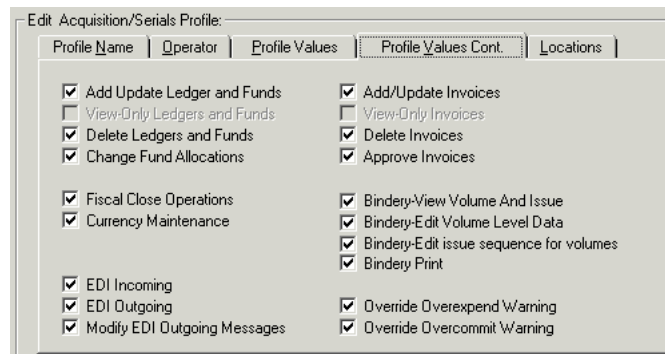 Edit Acquisition/Serials Profile:
Profile Name
Operator
Profile Values
Profile Values Cont.
Locations
Add Update Ledger and Funds
View-Only Ledgers and Funds
Delete Ledgers and Funds
Change Fund Allocations
Fiscal Close Operations
Currency Maintenance
EDI Incoming
EDI Outgoing
Modify EDI Outgoing Messages
Add/Update Invoices
View-Only Invoices
Delete Invoices
Approve Invoices
Bindery-View Volume And Issue
Bindery-Edit Volume Level Data
Bindery-Edit issue sequence for volumes
Bindery Print
Override Overexpend Warning
Override Overcommit Warning